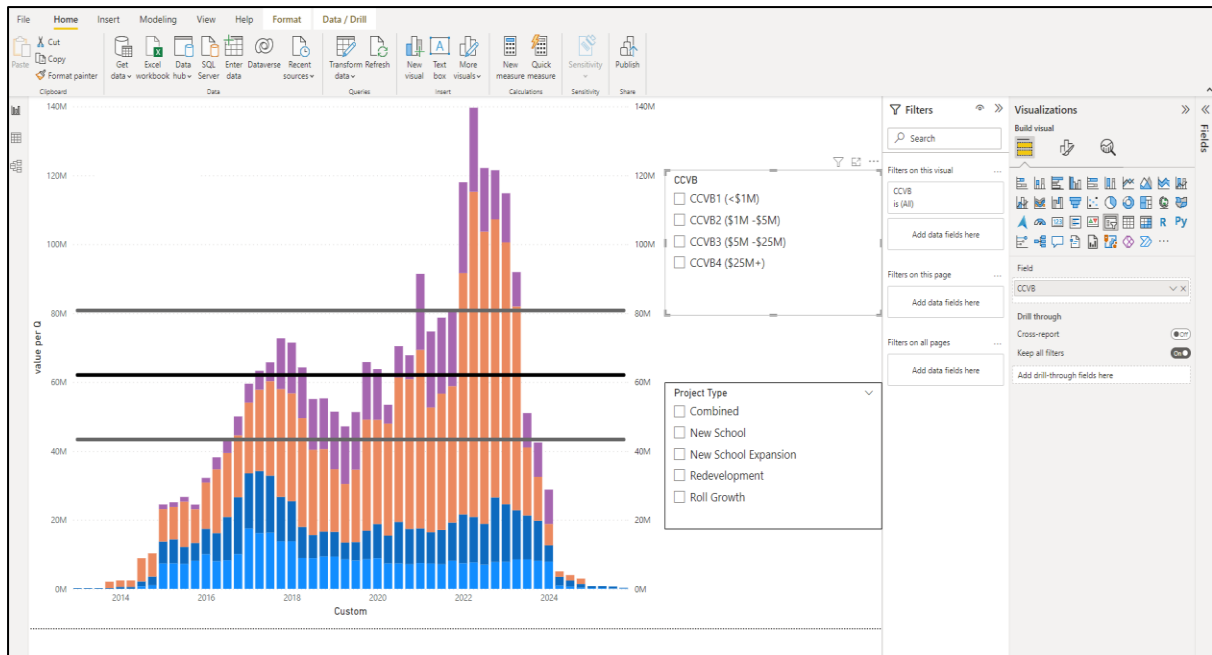 File Home Insert Modeling View Help Format Data / Drill
Paste
Cut
Copy
Format painter
Clipboard
Get data
Excel workbook
Data hub
SQL Server
Enter data
Dataverse
Recent sources
Data
Transform data
Refresh
Queries
New visual
Text box
More visuals
Insert
New measure
Quick measure
Calculations
Sensitivity
Sensitivity
Publish
Share
140M
120M
100M
80M
60M
40M
20M
0M
value per Q
2014 2016 2018 2020 2022 2024
Custom
140M
120M
100M
80M
60M
40M
20M
0M
CCVB
CCVB1 (<$1M)
CCVB2 ($1M -$5M)
CCVB3 ($5M -$25M)
CCVB4 ($25M+)
Project Type
Combined
New School
New School Expansion
Redevelopment
Roll Growth
Filters
Search
Filters on this visual ...
CCVB
is (All)
Add data fields here
Filters on this page ...
Add data fields here
Filters on all pages ...
Add data fields here
Visualizations
Build visual
R Py
...
Field
CCVB
Drill through
Cross-report Off
Keep all filters On
Add drill-through fields here
Fields